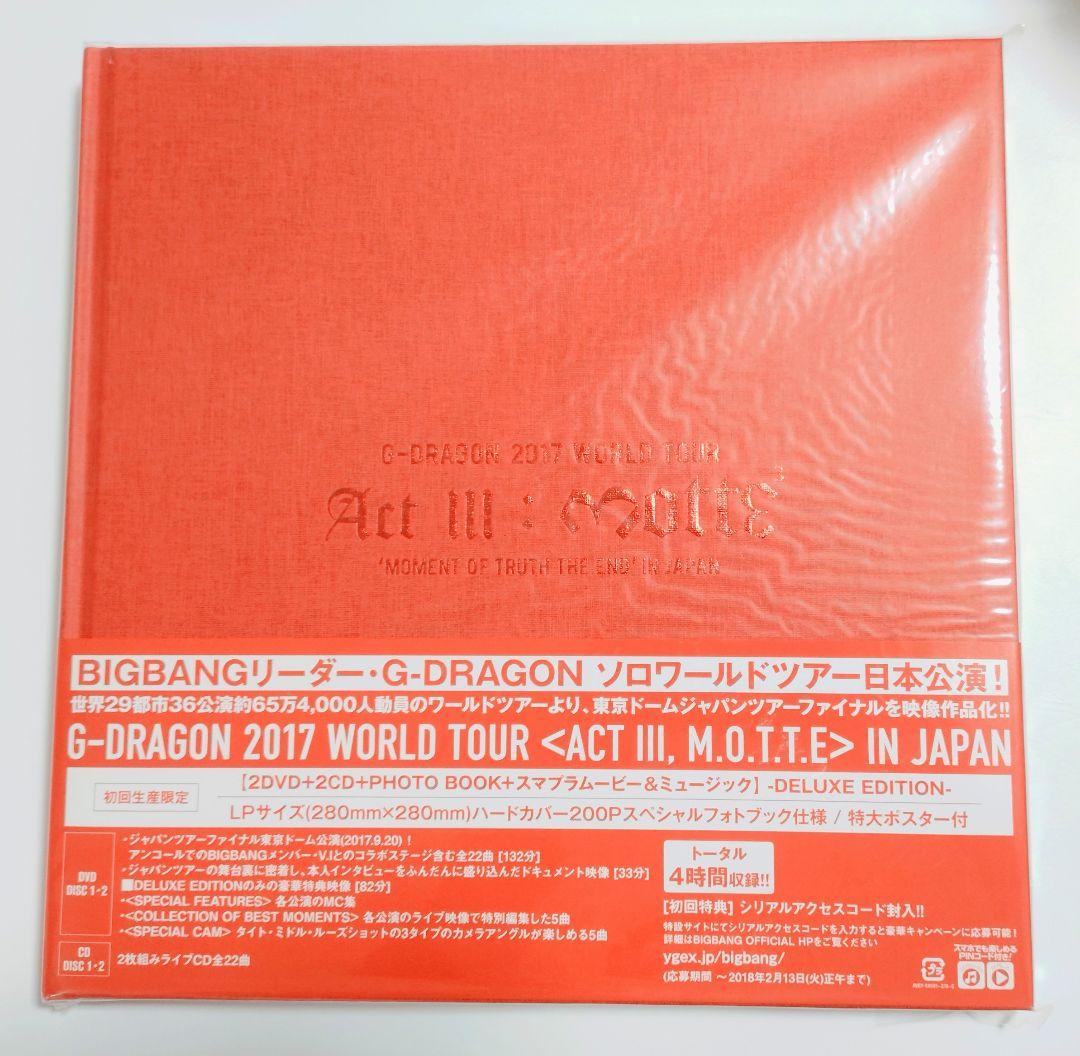 G-DRAGON 2017 WORLD TOUR
Act III : Motte
'MOMENT OF TRUTH THE END' IN JAPAN
BIGBANGリーダー・G-DRAGON ソロワールドツアー日本公演!
世界29都市36公演約65万4,000人動員のワールドツアーより、東京ドームジャパンツアーファイナルを映像作品化!!
G-DRAGON 2017 WORLD TOUR <ACT III, M.O.T.T.E> IN JAPAN
初回生産限定
【2DVD+2CD+PHOTO BOOK+スマプラムービー&ミュージック】-DELUXE EDITION-
LPサイズ(280mm×280mm)ハードカバー200Pスペシャルフォトブック仕様 / 特大ポスター付
DVD
DISC 1・2
・ジャパンツアーファイナル東京ドーム公演(2017.9.20)!
アンコールでのBIGBANGメンバー・V.Iとのコラボステージ含む全22曲 [132分]
・ジャパンツアーの舞台裏に密着し、本人インタビューをふんだんに盛り込んだドキュメント映像 [33分]
■DELUXE EDITIONのみの豪華特典映像 [82分]
・<SPECIAL FEATURES> 各公演のMC集
・<COLLECTION OF BEST MOMENTS> 各公演のライブ映像で特別編集した5曲
・<SPECIAL CAM> タイト・ミドル・ルーズショットの3タイプのカメラアングルが楽しめる5曲
CD
DISC 1・2
2枚組みライブCD全22曲
トータル
4時間収録!!
[初回特典] シリアルアクセスコード封入!!
特設サイトにてシリアルアクセスコードを入力すると豪華キャンペーンに応募可能!
詳細はBIGBANG OFFICIAL HPをご覧ください
ygex.jp/bigbang/
(応募期間 ～2018年2月13日(火)正午まで)
スマホでも楽しめる
PINコード付き!